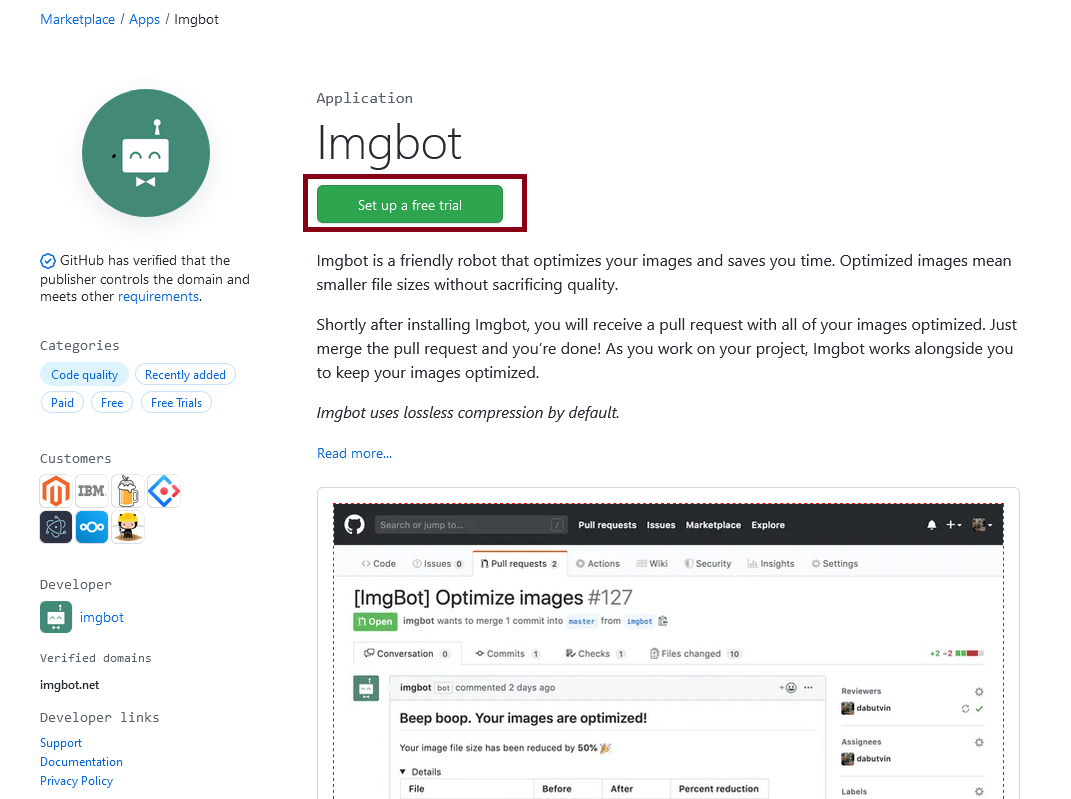 Marketplace / Apps / Imgbot
Application
Imgbot
Set up a free trial
GitHub has verified that the
publisher controls the domain and
meets other requirements.
Categories
Code quality
Recently added
Paid
Free
Free Trials
Customers
IBM
Developer
imgbot
Verified domains
imgbot.net
Developer links
Support
Documentation
Privacy Policy
Imgbot is a friendly robot that optimizes your images and saves you time. Optimized images mean
smaller file sizes without sacrificing quality.
Shortly after installing Imgbot, you will receive a pull request with all of your images optimized. Just
merge the pull request and you’re done! As you work on your project, Imgbot works alongside you
to keep your images optimized.
Imgbot uses lossless compression by default.
Read more...
Search or jump to... / Pull requests Issues Marketplace Explore
Code Issues 0 Pull requests 2 Actions Wiki Security Insights Settings
[ImgBot] Optimize images #127
Open imgbot wants to merge 1 commit into master from imgbot
Conversation 0 Commits 1 Checks 1 Files changed 10 +2 −2
imgbot bot commented 2 days ago
Beep boop. Your images are optimized!
Your image file size has been reduced by 50% 🎉
▼ Details
File Before After Percent reduction
Reviewers
dabutvin
Assignees
dabutvin
Labels